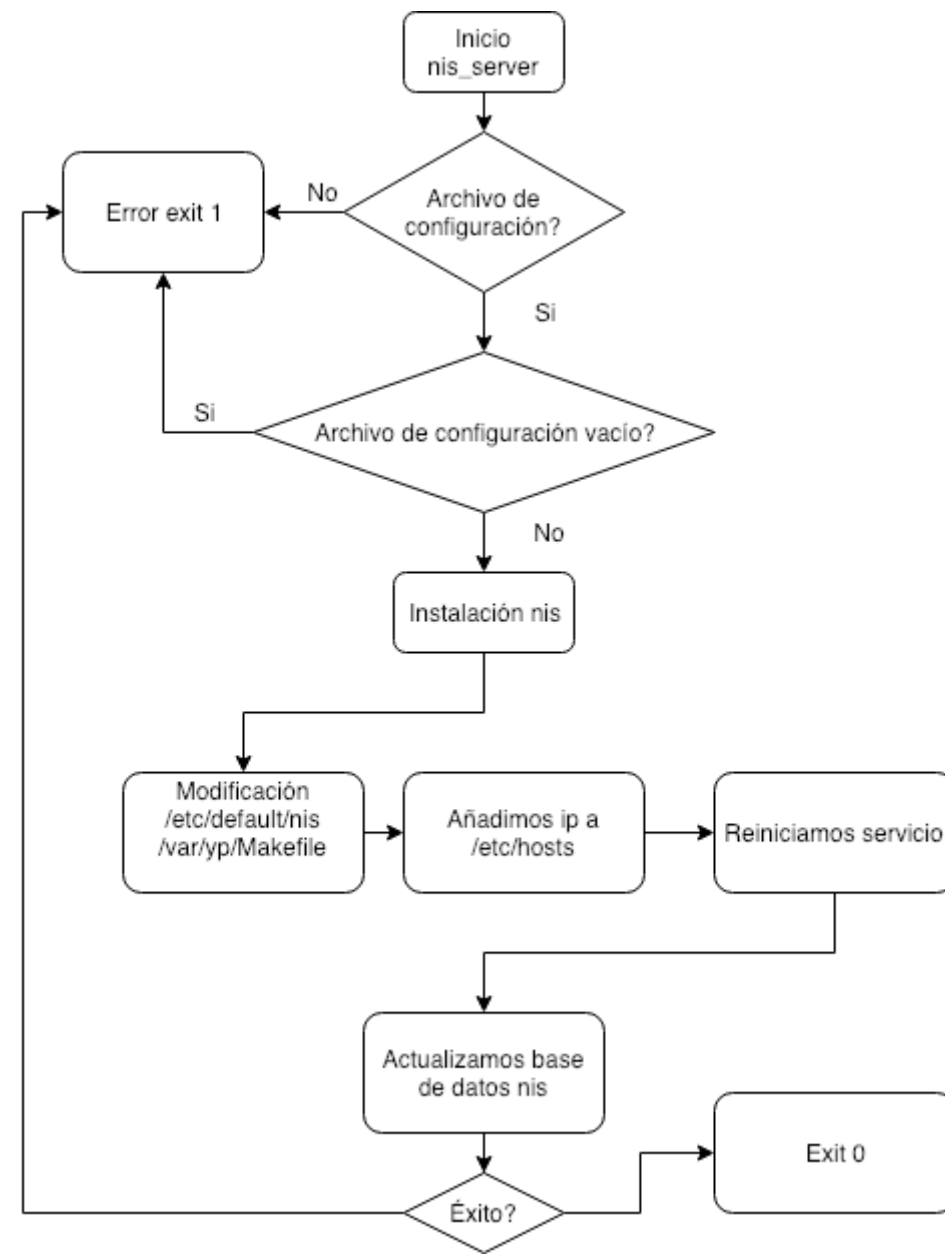 Inicio
nis_server
No
Archivo de
configuración?
Error exit 1
Si
Si
Archivo de configuración vacío?
No
Instalación nis
Modificación
/etc/default/nis
/var/yp/Makefile
Añadimos ip a
/etc/hosts
Reiniciamos servicio
Actualizamos base
de datos nis
Exit 0
Éxito?